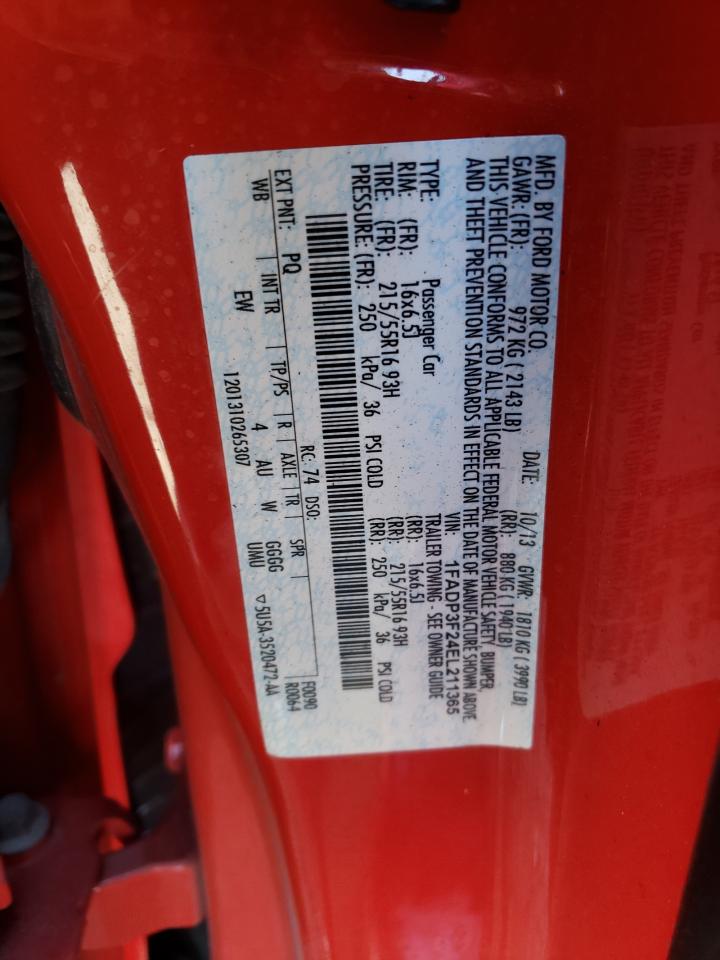 MFD. BY FORD MOTOR CO. DATE: 10/13 GVWR: 1810 KG ( 3990 LB)
GAWR: (FR): 972 KG ( 2143 LB) (RR): 880 KG ( 1940 LB)
THIS VEHICLE CONFORMS TO ALL APPLICABLE FEDERAL MOTOR VEHICLE SAFETY, BUMPER,
AND THEFT PREVENTION STANDARDS IN EFFECT ON THE DATE OF MANUFACTURE SHOWN ABOVE.
VIN: 1FADP3F24EL211365
TYPE: Passenger Car TRAILER TOWING - SEE OWNER GUIDE
RIM: (FR): 16x6.5J (RR): 16x6.5J
TIRE: (FR): 215/55R16 93H (RR): 215/55R16 93H
PRESSURE: (FR): 250 kPa/ 36 PSI COLD (RR): 250 kPa/ 36 PSI COLD
RC: 74 DSO: F0090
EXT PNT: PQ R0064
WB INT TR TP/PS R AXLE TR SPR
EW 4 AU W GGGG
1201310265307 UMU ▽5U5A-3520472-AA